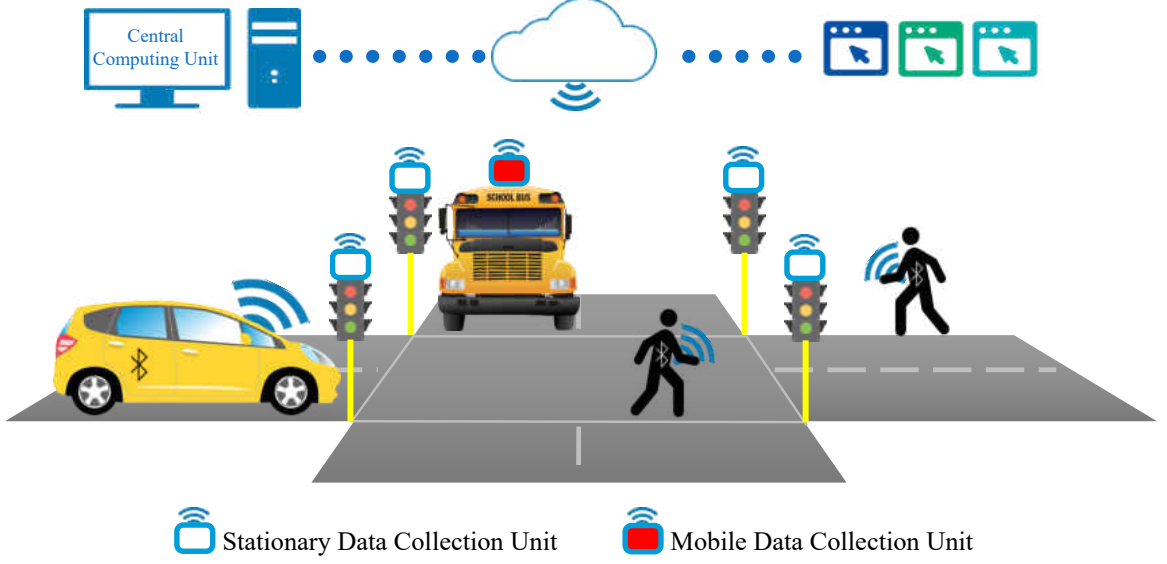 Central
Computing Unit
SCHOOL BUS
Stationary Data Collection Unit
Mobile Data Collection Unit